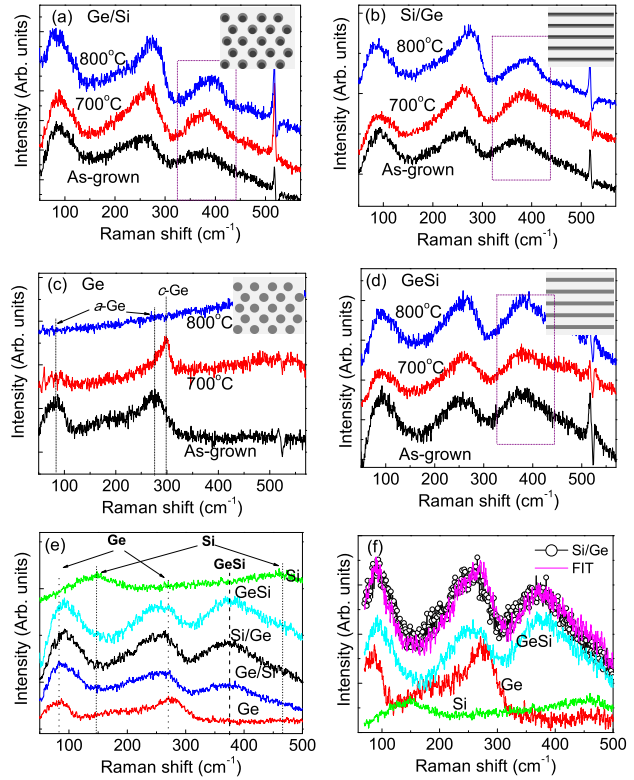 (a) Ge/Si
800°C
700°C
As-grown
Intensity (Arb. units)
100 200 300 400 500
Raman shift (cm⁻¹)
(b) Si/Ge
800°C
700°C
As-grown
Intensity (Arb. units)
100 200 300 400 500
Raman shift (cm⁻¹)
(c) Ge
c-Ge
a-Ge
800°C
700°C
As-grown
Intensity (Arb. units)
100 200 300 400 500
Raman shift (cm⁻¹)
(d) GeSi
800°C
700°C
As-grown
Intensity (Arb. units)
100 200 300 400 500
Raman shift (cm⁻¹)
(e) Ge Si
GeSi
Si
GeSi
Si/Ge
Ge/Si
Ge
Intensity (Arb. units)
100 200 300 400 500
Raman shift (cm⁻¹)
(f)
Si/Ge
FIT
GeSi
Ge
Si
Intensity (Arb. units)
100 200 300 400 500
Raman shift (cm⁻¹)